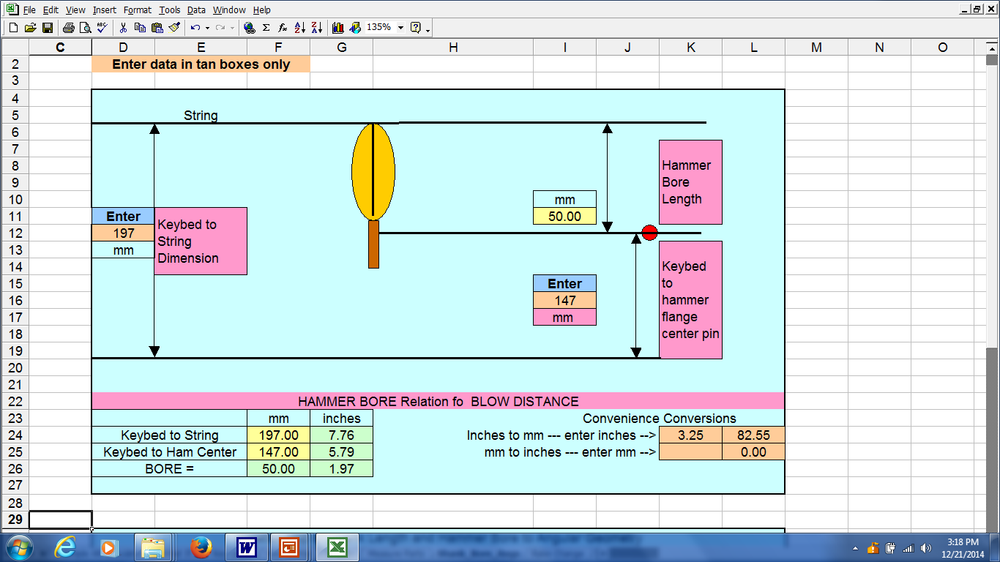 File Edit View Insert Format Tools Data Window Help
135%
C D E F G H I J K L M N O
2 Enter data in tan boxes only
3
4
5 String
6
7
8 Hammer
9 Bore
10 mm Length
11 Enter Keybed to 50.00
12 197 String
13 mm Dimension
14 Keybed
15 Enter to
16 147 hammer
17 mm flange
18 center pin
19
20
21
22 HAMMER BORE Relation fo BLOW DISTANCE
23 mm inches Convenience Conversions
24 Keybed to String 197.00 7.76 Inches to mm --- enter inches --> 3.25 82.55
25 Keybed to Ham Center 147.00 5.79 mm to inches --- enter mm --> 0.00
26 BORE = 50.00 1.97
27
28
29
3:18 PM
12/21/2014